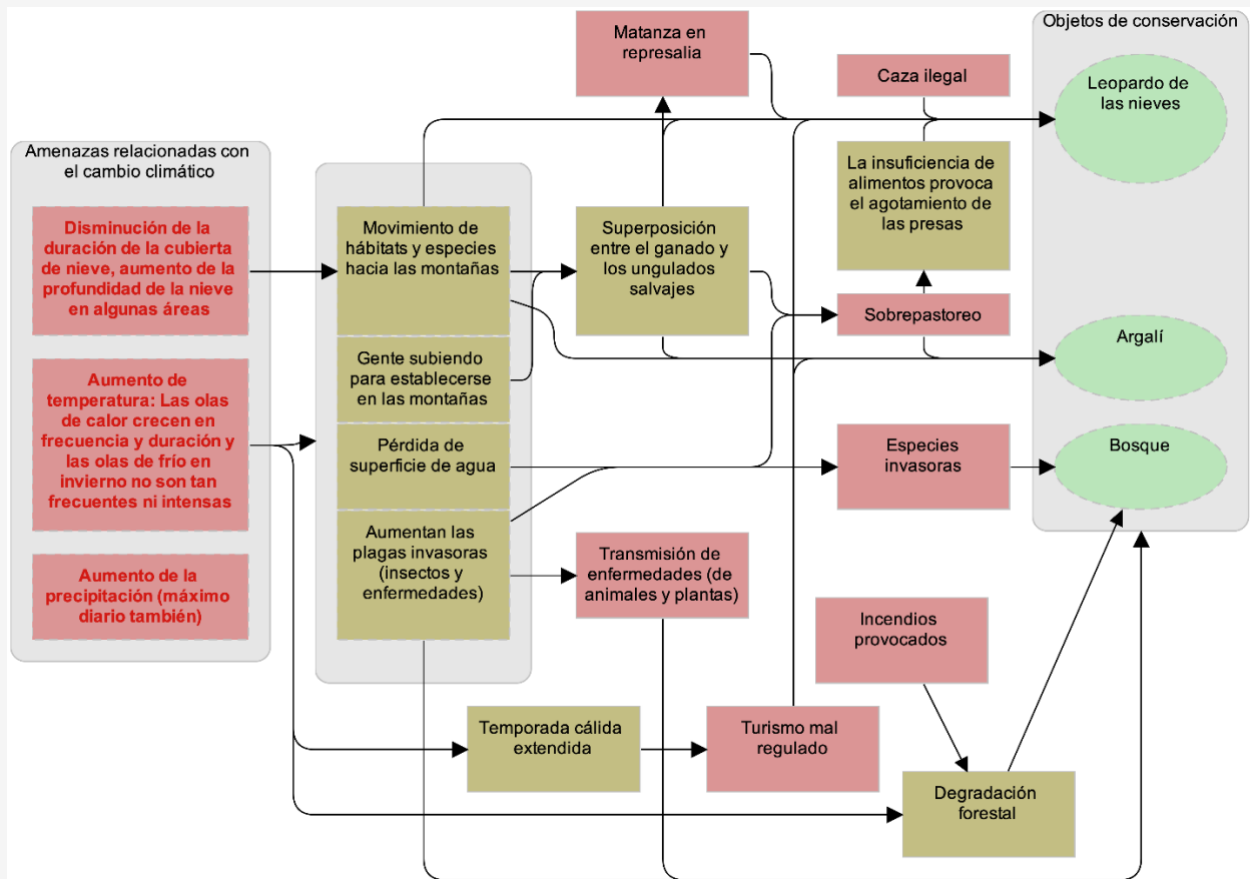 Objetos de conservación
Matanza en
represalia
Caza ilegal
Leopardo de
las nieves
Amenazas relacionadas con
el cambio climático
La insuficiencia de
alimentos provoca
el agotamiento de
las presas
Disminución de la
duración de la cubierta
de nieve, aumento de la
profundidad de la nieve
en algunas áreas
Movimiento de
hábitats y especies
hacia las montañas
Superposición
entre el ganado y
los ungulados
salvajes
Sobrepastoreo
Argalí
Gente subiendo
para establecerse
en las montañas
Aumento de
temperatura: Las olas
de calor crecen en
frecuencia y duración y
las olas de frío en
invierno no son tan
frecuentes ni intensas
Pérdida de
superficie de agua
Especies
invasoras
Bosque
Aumentan las
plagas invasoras
(insectos y
enfermedades)
Transmisión de
enfermedades (de
animales y plantas)
Aumento de la
precipitación (máximo
diario también)
Incendios
provocados
Temporada cálida
extendida
Turismo mal
regulado
Degradación
forestal